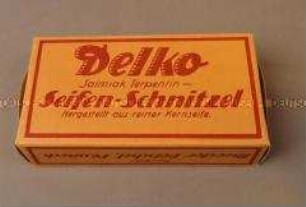 Delko
Salmiak Terpentin –
Seifen-Schnitzel
Hergestellt aus reiner Kernseife.